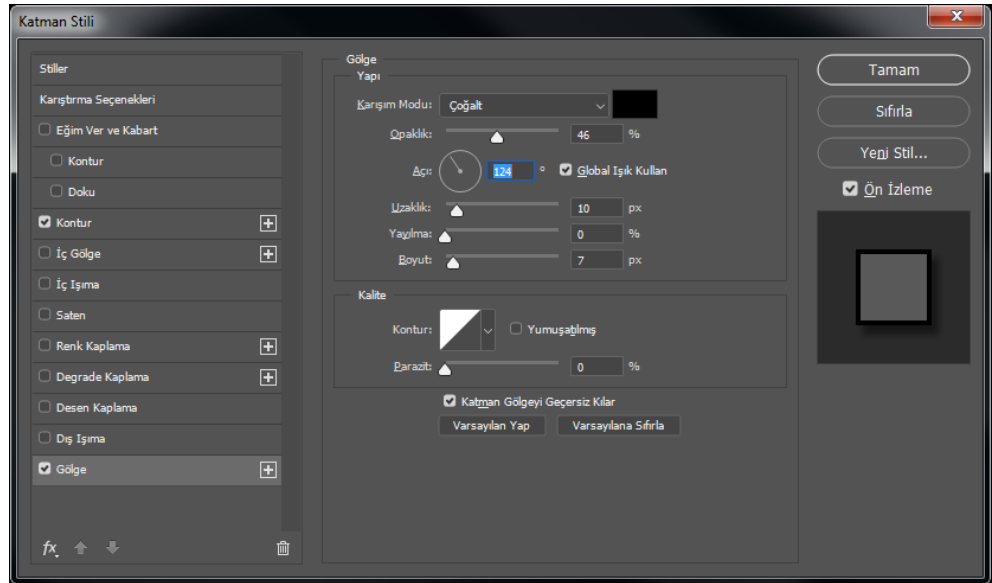 Katman Stili
Stiller
Karıştırma Seçenekleri
Eğim Ver ve Kabart
Kontur
Doku
Kontur
İç Gölge
İç Işıma
Saten
Renk Kaplama
Degrade Kaplama
Desen Kaplama
Dış Işıma
Gölge
fx
Gölge
Yapı
Karışım Modu: Çoğalt
Opaklık: 46 %
Açı: 124 ° Global Işık Kullan
Uzaklık: 10 px
Yayılma: 0 %
Boyut: 7 px
Kalite
Kontur: Yumuşatılmış
Parazit: 0 %
Katman Gölgeyi Geçersiz Kılar
Varsayılan Yap Varsayılana Sıfırla
Tamam
Sıfırla
Yeni Stil...
Ön İzleme